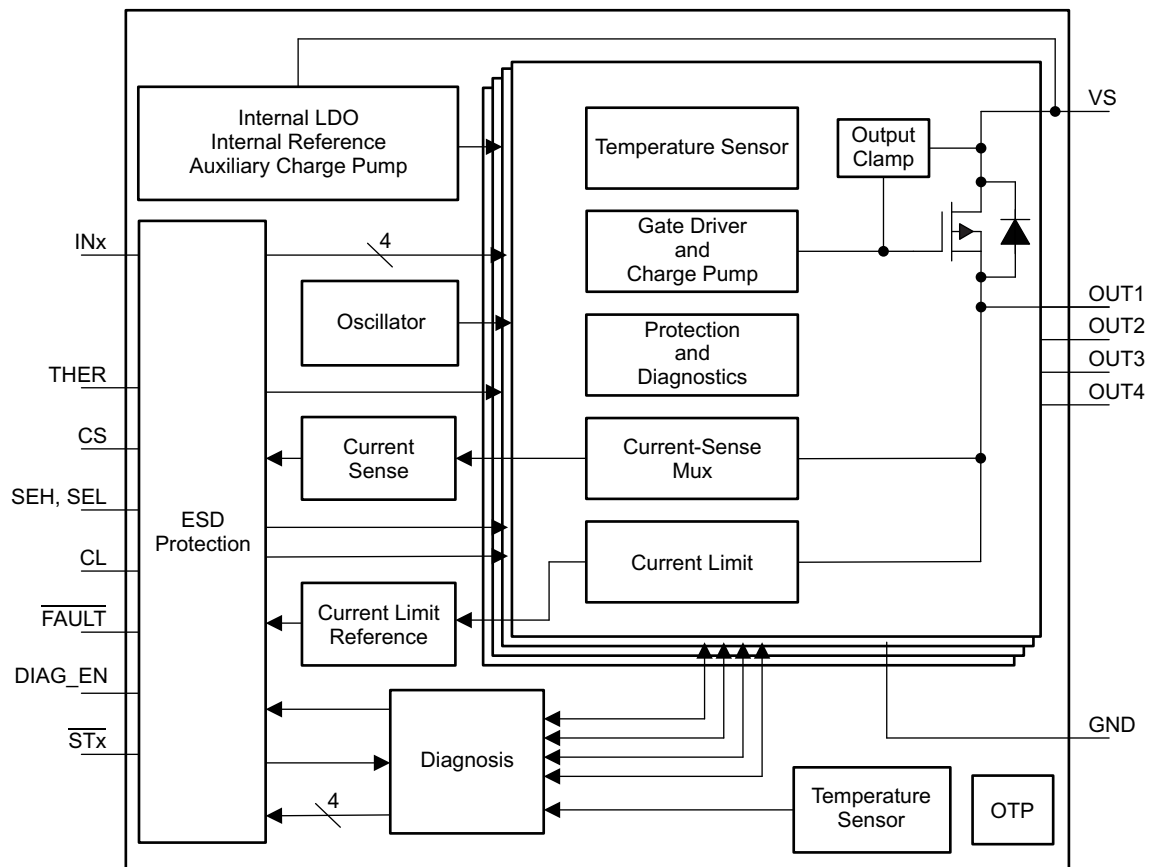 Internal LDO
Internal Reference
Auxiliary Charge Pump
Temperature Sensor
Output
Clamp
VS
INx
4
Gate Driver
and
Charge Pump
Oscillator
OUT1
OUT2
OUT3
OUT4
Protection
and
Diagnostics
THER
CS
Current
Sense
Current-Sense
Mux
SEH, SEL
ESD
Protection
CL
Current Limit
FAULT
Current Limit
Reference
DIAG_EN
STx
Diagnosis
4
GND
Temperature
Sensor
OTP